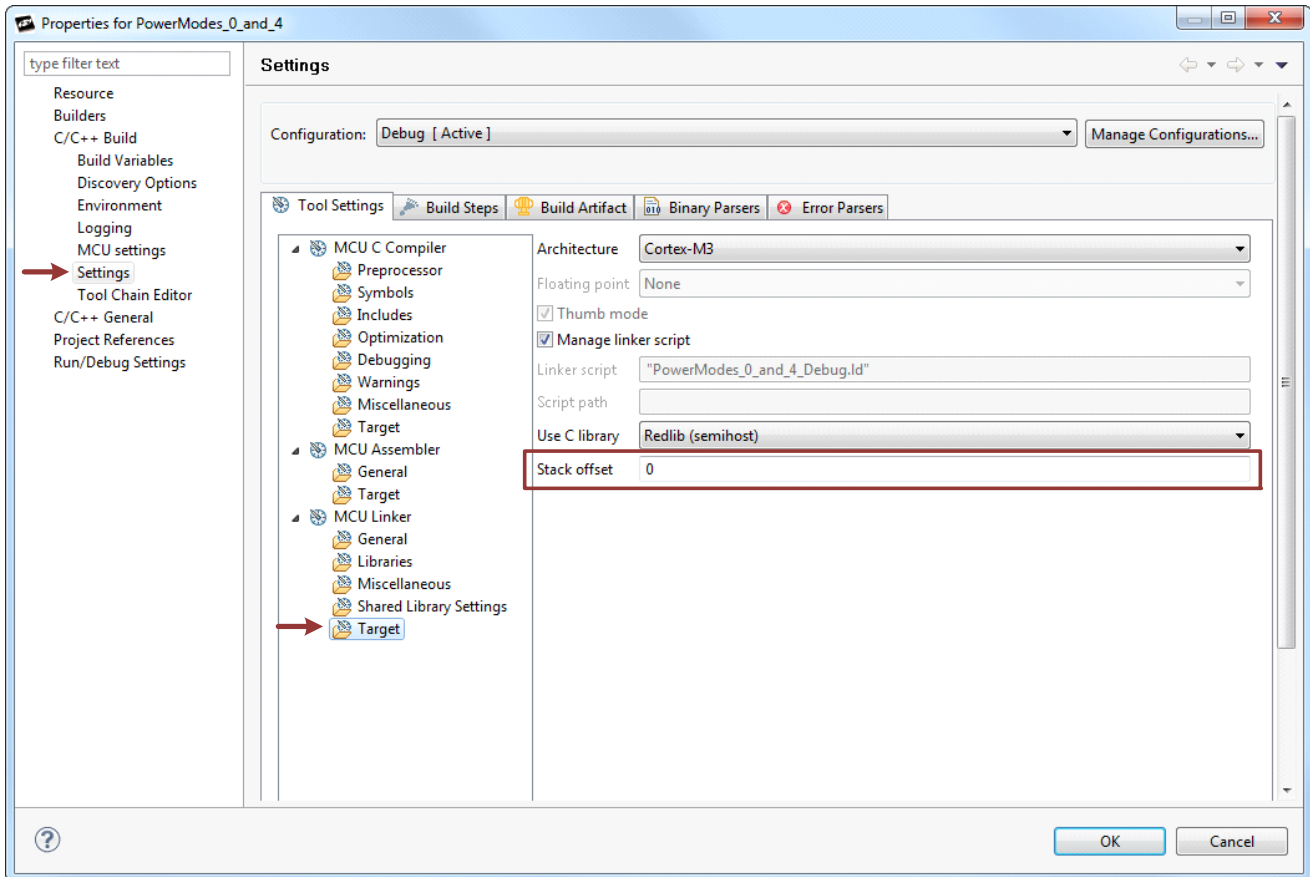 Properties for PowerModes_0_and_4
type filter text
Resource
Builders
C/C++ Build
Build Variables
Discovery Options
Environment
Logging
MCU settings
Settings
Tool Chain Editor
C/C++ General
Project References
Run/Debug Settings
Settings
Configuration: Debug [ Active ] Manage Configurations...
Tool Settings Build Steps Build Artifact 010 Binary Parsers Error Parsers
MCU C Compiler
Preprocessor
Symbols
Includes
Optimization
Debugging
Warnings
Miscellaneous
Target
MCU Assembler
General
Target
MCU Linker
General
Libraries
Miscellaneous
Shared Library Settings
Target
Architecture Cortex-M3
Floating point None
Thumb mode
Manage linker script
Linker script "PowerModes_0_and_4_Debug.ld"
Script path
Use C library Redlib (semihost)
Stack offset 0
? OK Cancel